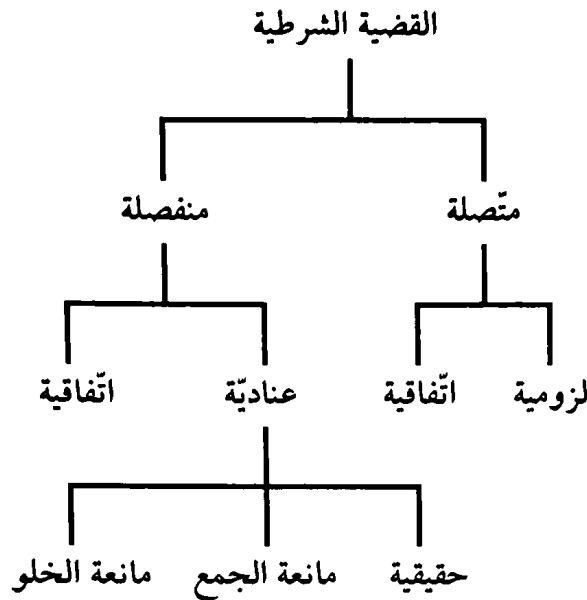 القضية الشرطية
متّصلة منفصلة
لزومية اتّفاقية عناديّة اتّفاقية
حقيقية مانعة الجمع مانعة الخلو